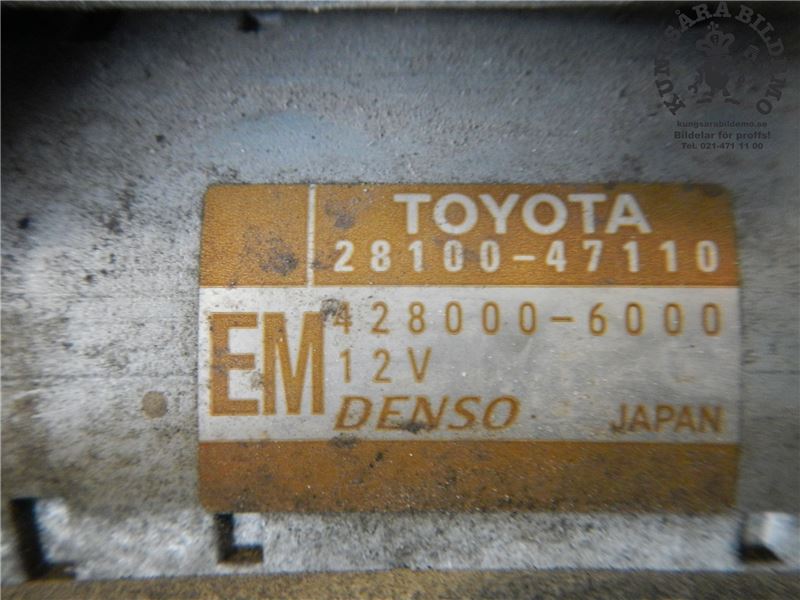 KUNGSÅRA BILDEMO
kungsarabildemo.se
Bildelar för proffs!
Tel. 021-471 11 00
TOYOTA
28100-47110
EM
428000-6000
12V
DENSO
JAPAN